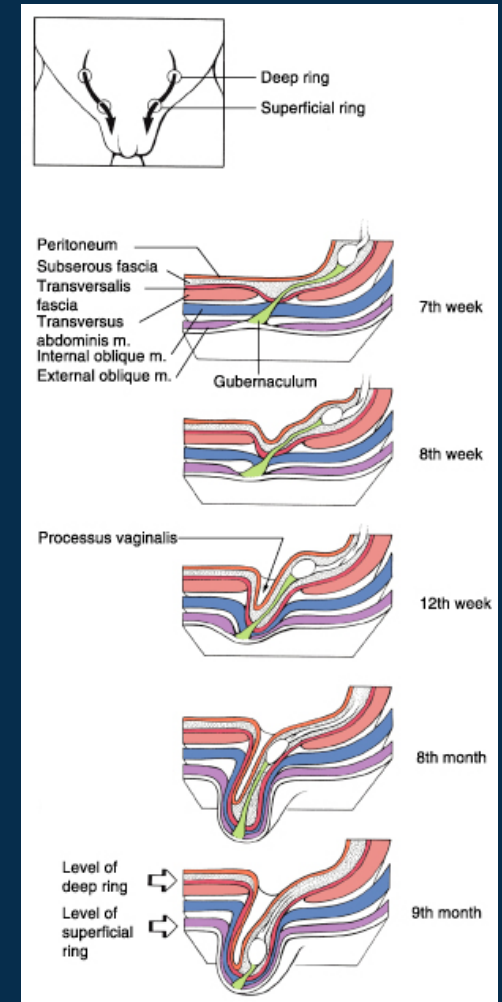 Deep ring
Superficial ring
Peritoneum
Subserous fascia
Transversalis
fascia
Transversus
abdominis m.
Internal oblique m.
External oblique m.
Gubernaculum
7th week
8th week
Processus vaginalis
12th week
8th month
Level of
deep ring
Level of
superficial
ring
9th month